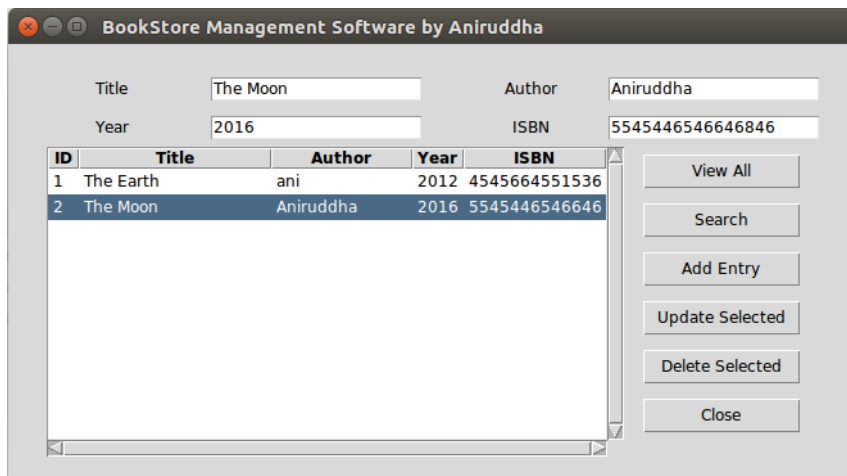 BookStore Management Software by Aniruddha
Title The Moon Author Aniruddha
Year 2016 ISBN 5545446546646846
ID Title Author Year ISBN
1 The Earth ani 2012 4545664551536
2 The Moon Aniruddha 2016 5545446546646
View All
Search
Add Entry
Update Selected
Delete Selected
Close